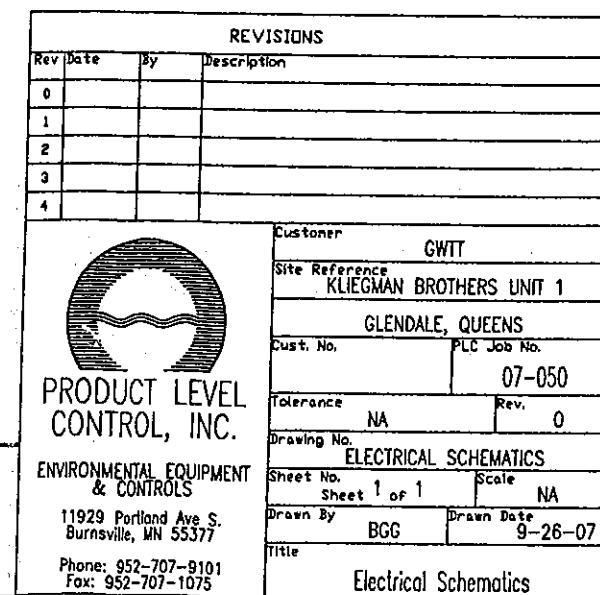 REVISIONS
Rev Date By Description
0
1
2
3
4
PRODUCT LEVEL
CONTROL, INC.
ENVIRONMENTAL EQUIPMENT
& CONTROLS
11929 Portland Ave S.
Burnsville, MN 55377
Phone: 952-707-9101
Fax: 952-707-1075
Customer
GWTT
Site Reference
KLIEGMAN BROTHERS UNIT 1
GLENDALE, QUEENS
Cust. No. PLC Job No.
07-050
Tolerance Rev.
NA 0
Drawing No.
ELECTRICAL SCHEMATICS
Sheet No. Scale
Sheet 1 of 1 NA
Drawn By Drawn Date
BGG 9-26-07
Title
Electrical Schematics